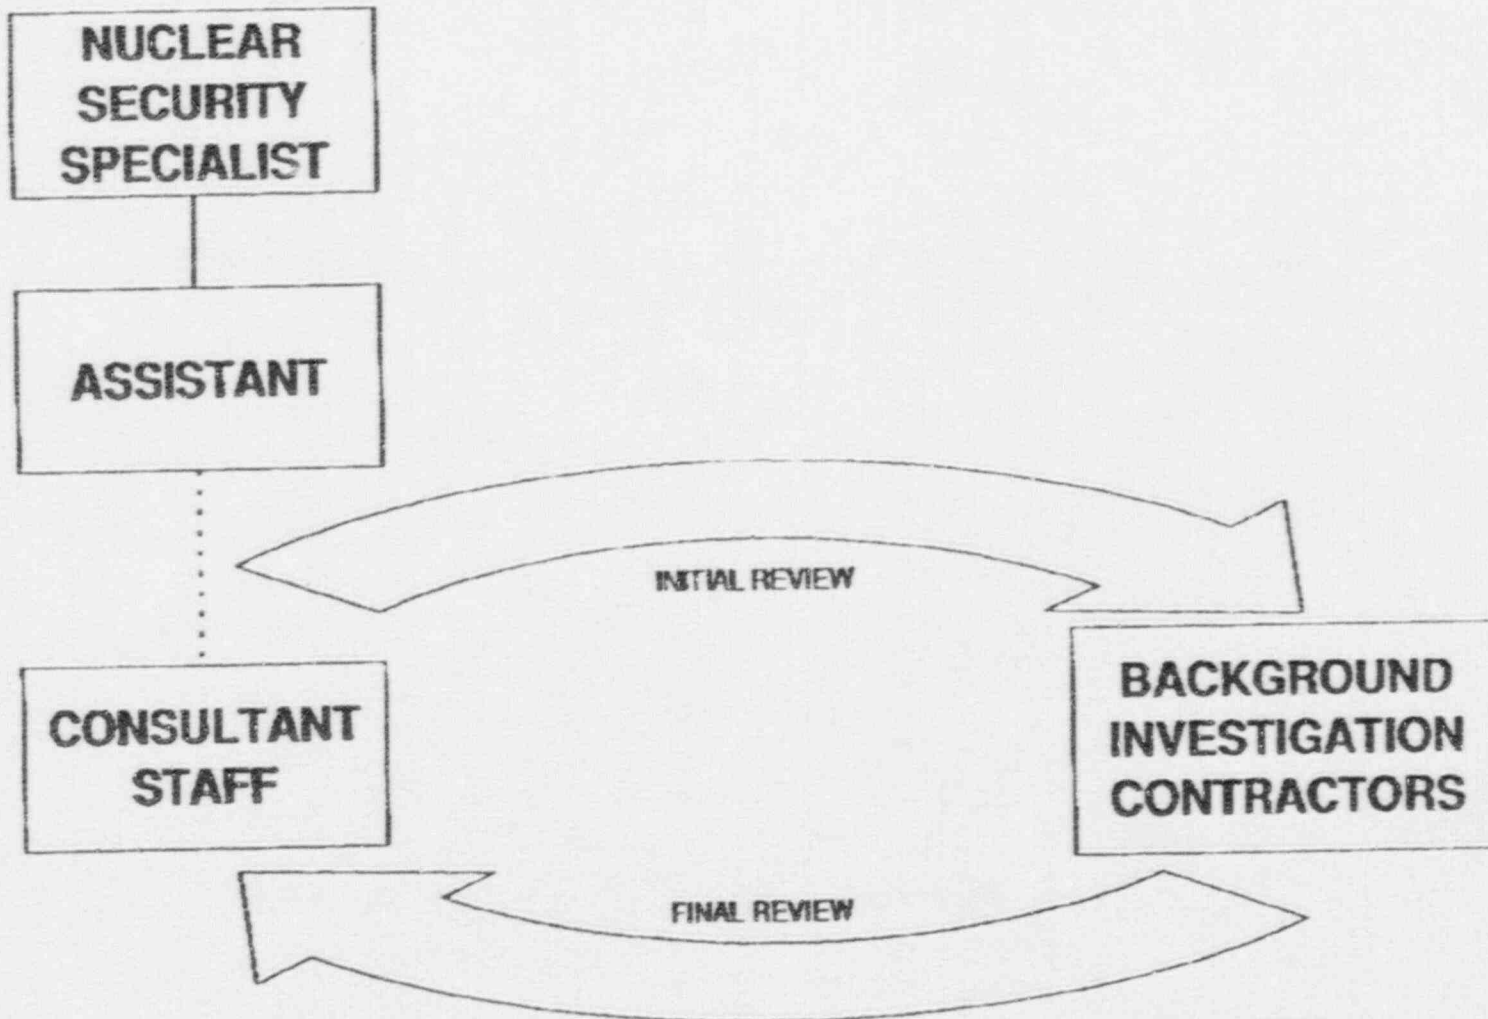 NUCLEAR
SECURITY
SPECIALIST
ASSISTANT
INITIAL REVIEW
CONSULTANT
STAFF
BACKGROUND
INVESTIGATION
CONTRACTORS
FINAL REVIEW